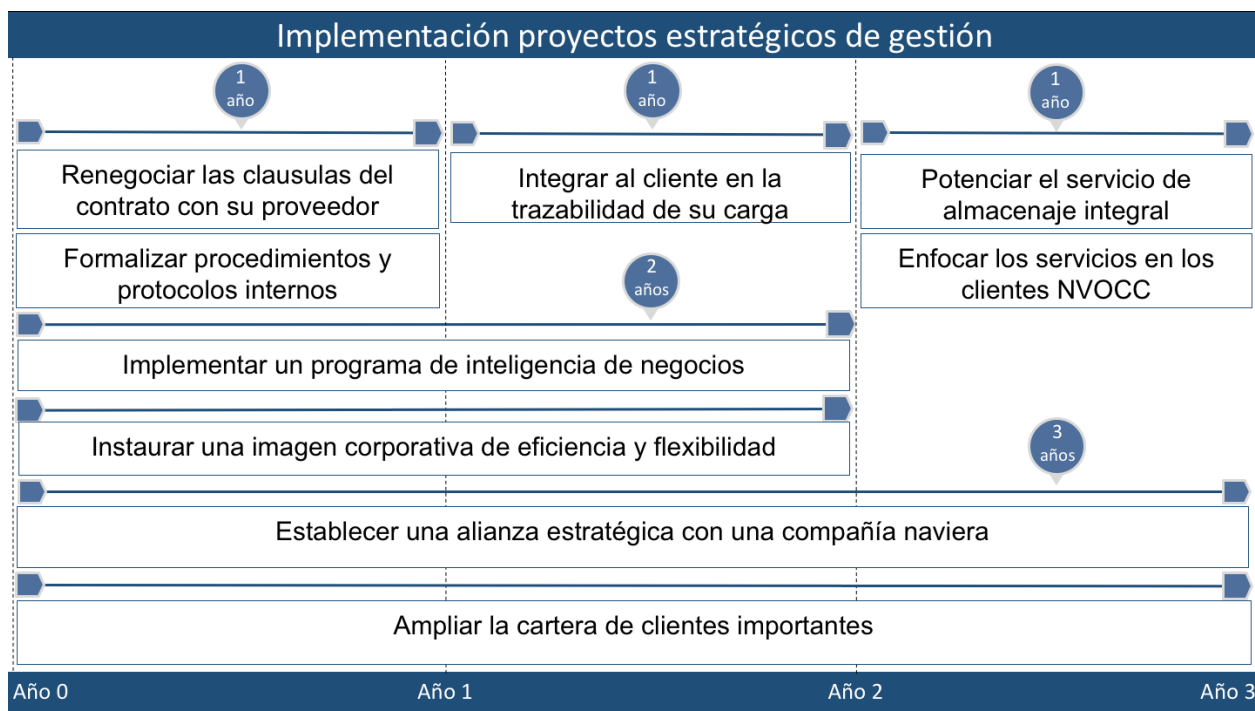 Implementación proyectos estratégicos de gestión
1
año
1
año
1
año
Renegociar las clausulas del
contrato con su proveedor
Integrar al cliente en la
trazabilidad de su carga
Potenciar el servicio de
almacenaje integral
Formalizar procedimientos y
protocolos internos
2
años
Enfocar los servicios en los
clientes NVOCC
Implementar un programa de inteligencia de negocios
Instaurar una imagen corporativa de eficiencia y flexibilidad
3
años
Establecer una alianza estratégica con una compañía naviera
Ampliar la cartera de clientes importantes
Año 0
Año 1
Año 2
Año 3